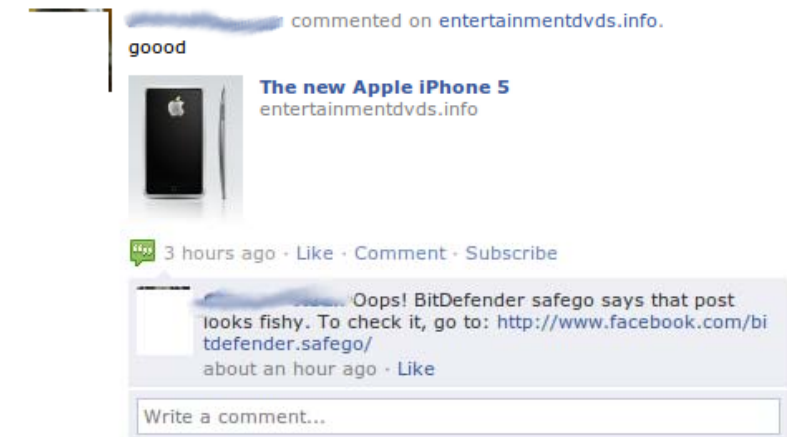 commented on entertainmentdvds.info.
goood
The new Apple iPhone 5
entertainmentdvds.info
3 hours ago · Like · Comment · Subscribe
Oops! BitDefender safego says that post
looks fishy. To check it, go to: http://www.facebook.com/bi
tdefender.safego/
about an hour ago · Like
Write a comment...